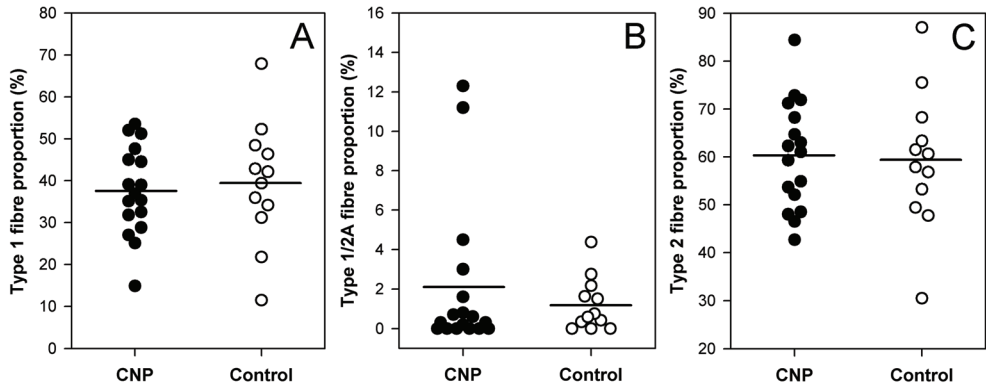 A
Type 1 fibre proportion (%)
80
70
60
50
40
30
20
10
0
CNP
Control
B
Type 1/2A fibre proportion (%)
16
14
12
10
8
6
4
2
0
CNP
Control
C
Type 2 fibre proportion (%)
90
80
70
60
50
40
30
20
CNP
Control